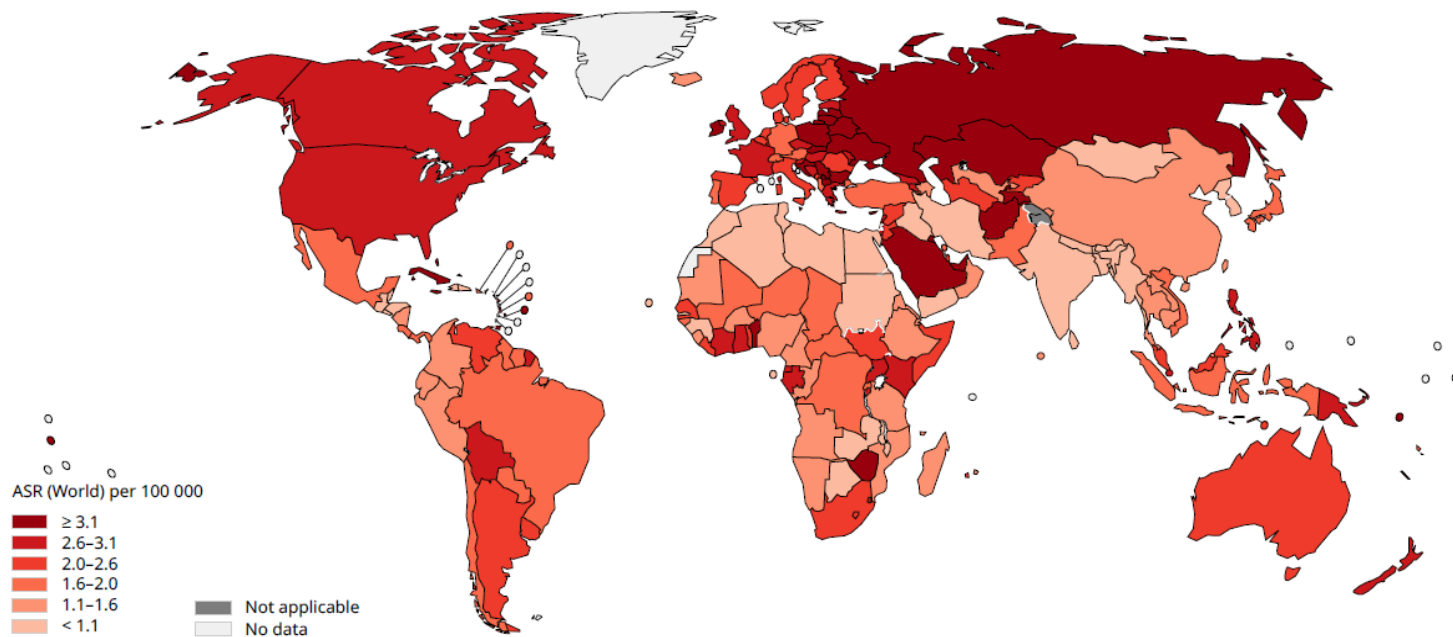 ASR (World) per 100 000
≥ 3.1
2.6–3.1
2.0–2.6
1.6–2.0
1.1–1.6
< 1.1
Not applicable
No data